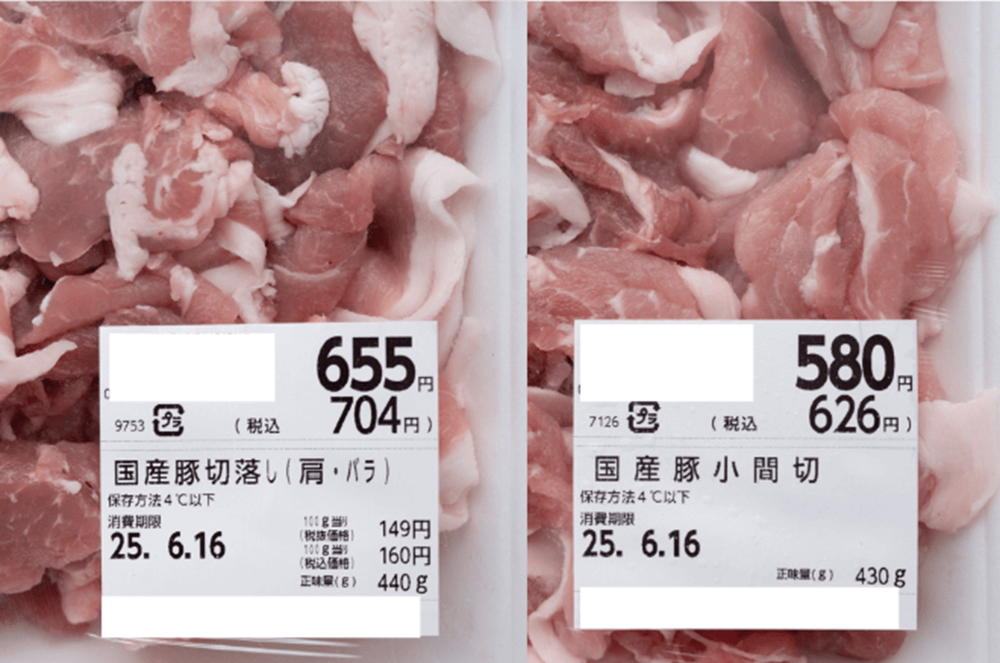 655円
9753 プラ (税込 704円)
国産豚切落し(肩・バラ)
保存方法4℃以下
消費期限
25. 6.16
100g当り
(税抜価格) 149円
100g当り
(税込価格) 160円
正味量(g) 440g
580円
7126 プラ (税込 626円)
国産豚小間切
保存方法4℃以下
消費期限
25. 6.16
正味量(g) 430g